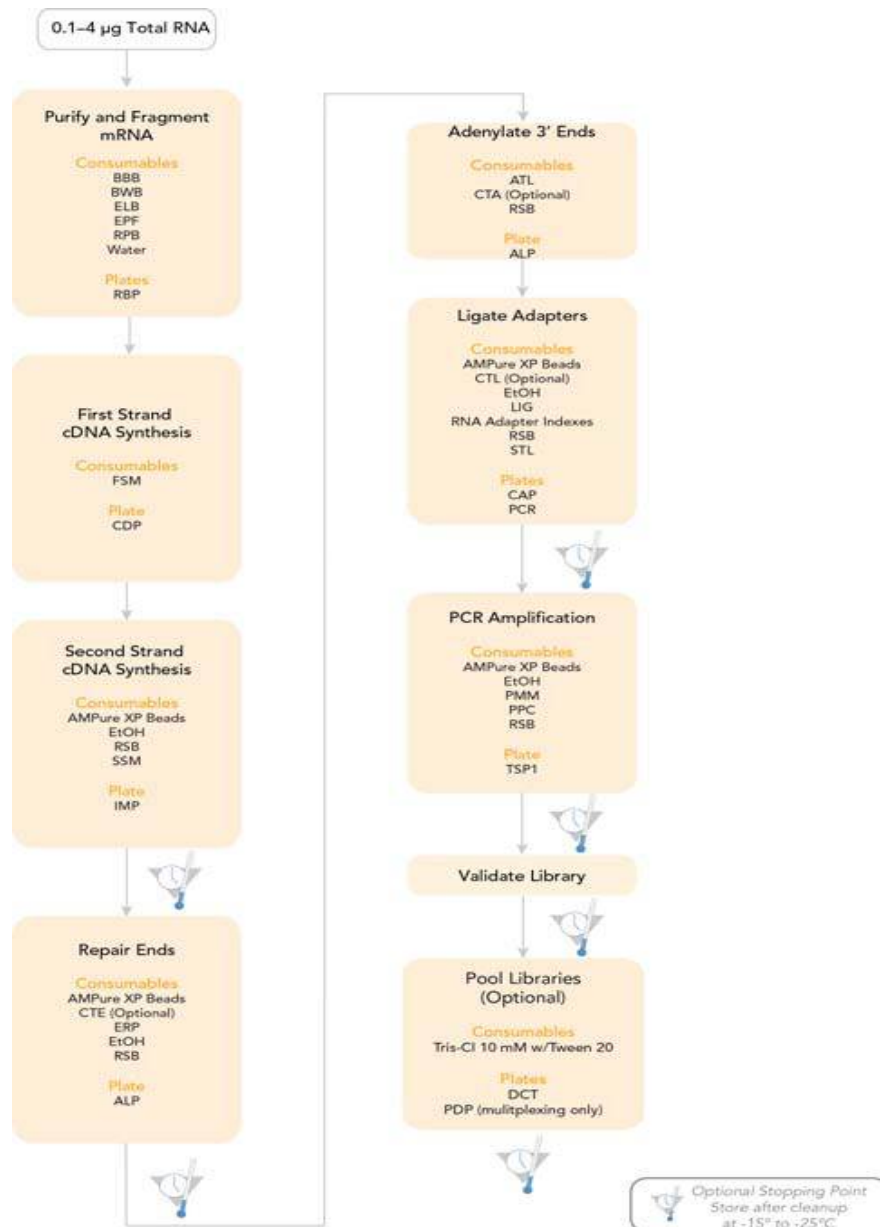 0.1–4 µg Total RNA
Purify and Fragment
mRNA
Consumables
BBB
BWB
ELB
EPF
RPB
Water
Plates
RBP
First Strand
cDNA Synthesis
Consumables
FSM
Plate
CDP
Second Strand
cDNA Synthesis
Consumables
AMPure XP Beads
EtOH
RSB
SSM
Plate
IMP
Repair Ends
Consumables
AMPure XP Beads
CTE (Optional)
ERP
EtOH
RSB
Plate
ALP
Adenylate 3’ Ends
Consumables
ATL
CTA (Optional)
RSB
Plate
ALP
Ligate Adapters
Consumables
AMPure XP Beads
CTL (Optional)
EtOH
LIG
RNA Adapter Indexes
RSB
STL
Plates
CAP
PCR
PCR Amplification
Consumables
AMPure XP Beads
EtOH
PMM
PPC
RSB
Plate
TSP1
Validate Library
Pool Libraries
(Optional)
Consumables
Tris-Cl 10 mM w/Tween 20
Plates
DCT
PDP (mulitplexing only)
Optional Stopping Point
Store after cleanup
at -15° to -25°C